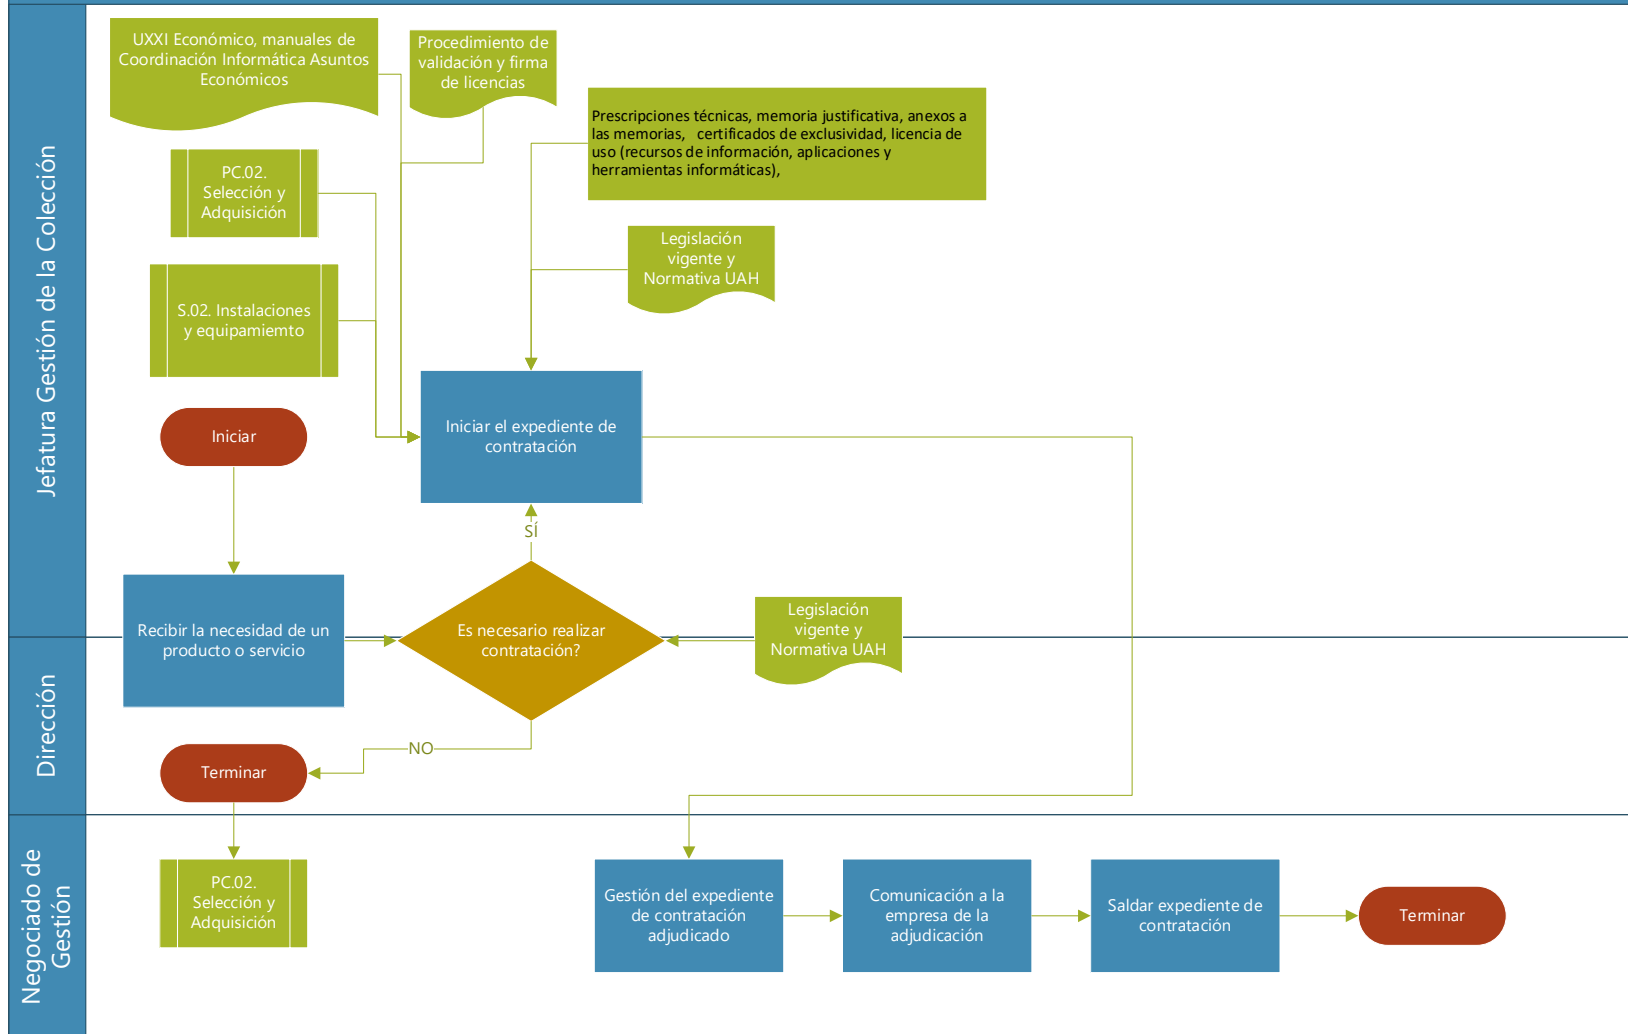 Jefatura Gestión de la Colección
UXXI Económico, manuales de
Coordinación Informática Asuntos
Económicos
Procedimiento de
validación y firma
de licencias
Prescripciones técnicas, memoria justificativa, anexos a
las memorias,   certificados de exclusividad, licencia de
uso (recursos de información, aplicaciones y
herramientas informáticas),
PC.02.
Selección y
Adquisición
Legislación
vigente y
Normativa UAH
S.02. Instalaciones
y equipamiemto
Iniciar
Iniciar el expediente de
contratación
SÍ
Recibir la necesidad de un
producto o servicio
Es necesario realizar
contratación?
Legislación
vigente y
Normativa UAH
Dirección
NO
Terminar
Negociado de
Gestión
PC.02.
Selección y
Adquisición
Gestión del expediente
de contratación
adjudicado
Comunicación a la
empresa de la
adjudicación
Saldar expediente de
contratación
Terminar